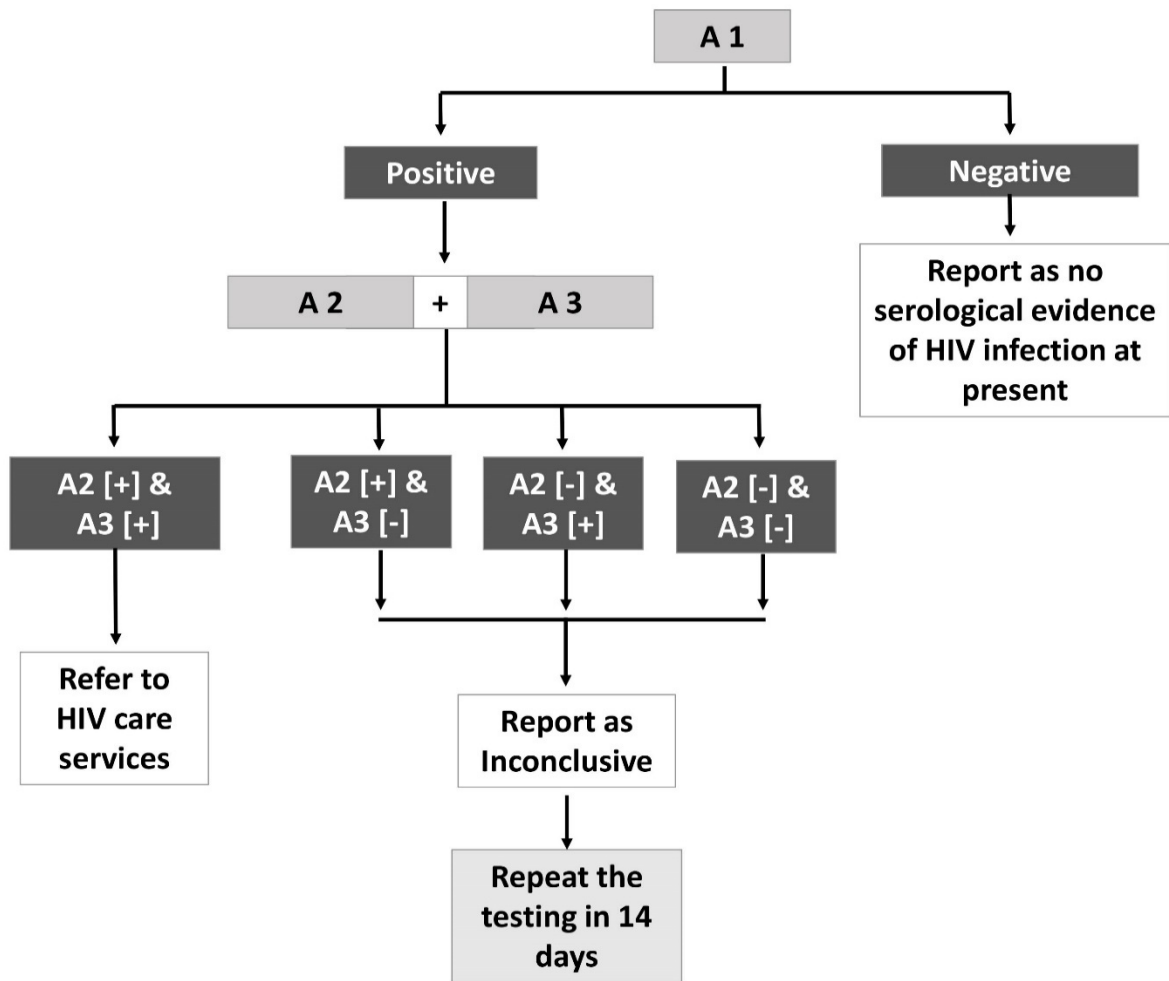 A 1
Positive
Negative
A 2
+
A 3
Report as no
serological evidence
of HIV infection at
present
A2 [+] &
A3 [+]
A2 [+] &
A3 [-]
A2 [-] &
A3 [+]
A2 [-] &
A3 [-]
Refer to
HIV care
services
Report as
Inconclusive
Repeat the
testing in 14
days